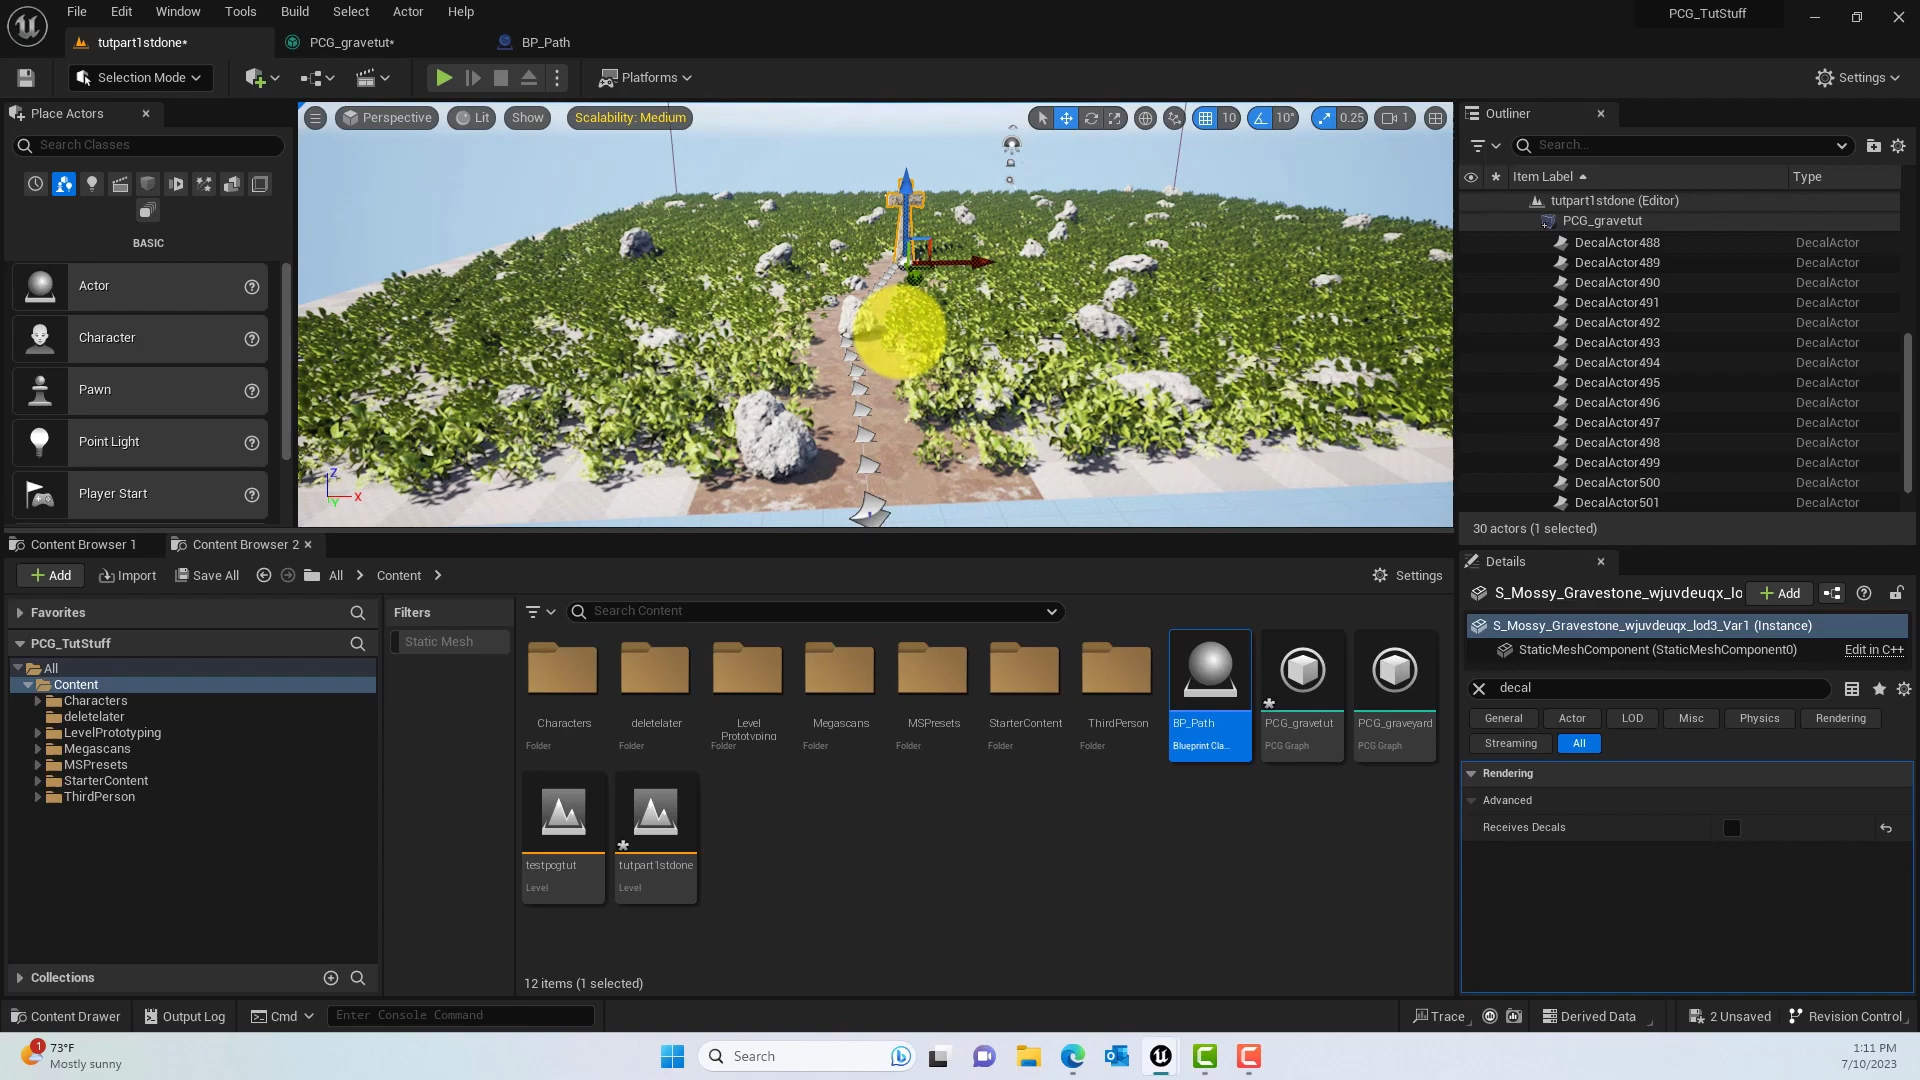 File Edit Window Tools Build Select Actor Help
PCG_TutStuff
tutpart1stdone*
PCG_gravetut*
BP_Path
Selection Mode
Platforms
Settings
Place Actors
Search Classes
BASIC
Actor
Character
Pawn
Point Light
Player Start
Perspective
Lit
Show
Scalability: Medium
10
10°
0.25
1
Z
X
Y
Outliner
Search...
Item Label
Type
tutpart1stdone (Editor)
PCG_gravetut
DecalActor488 DecalActor
DecalActor489 DecalActor
DecalActor490 DecalActor
DecalActor491 DecalActor
DecalActor492 DecalActor
DecalActor493 DecalActor
DecalActor494 DecalActor
DecalActor495 DecalActor
DecalActor496 DecalActor
DecalActor497 DecalActor
DecalActor498 DecalActor
DecalActor499 DecalActor
DecalActor500 DecalActor
DecalActor501 DecalActor
30 actors (1 selected)
Content Browser 1
Content Browser 2
Add
Import
Save All
All
Content
Settings
Favorites
PCG_TutStuff
All
Content
Characters
deletelater
LevelPrototyping
Megascans
MSPresets
StarterContent
ThirdPerson
Collections
Filters
Static Mesh
Search Content
Characters
Folder
deletelater
Folder
Level
Prototyping
Folder
Megascans
Folder
MSPresets
Folder
StarterContent
Folder
ThirdPerson
Folder
BP_Path
Blueprint Cla...
PCG_gravetut
PCG Graph
PCG_graveyard
PCG Graph
testpcgtut
Level
tutpart1stdone
Level
12 items (1 selected)
Details
S_Mossy_Gravestone_wjuvdeuqx_lo
Add
S_Mossy_Gravestone_wjuvdeuqx_lod3_Var1 (Instance)
StaticMeshComponent (StaticMeshComponent0)
Edit in C++
decal
General
Actor
LOD
Misc
Physics
Rendering
Streaming
All
Rendering
Advanced
Receives Decals
Content Drawer
Output Log
Cmd
Enter Console Command
Trace
Derived Data
2 Unsaved
Revision Control
1
73°F
Mostly sunny
Search
1:11 PM
7/10/2023